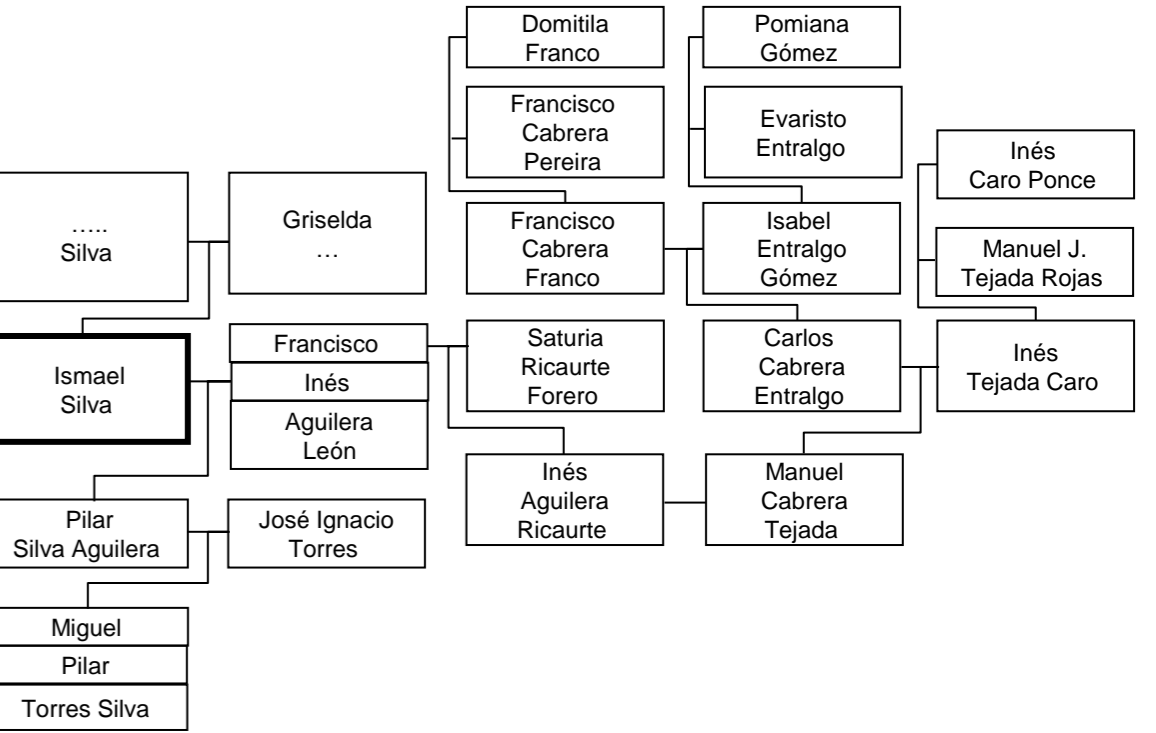 Domitila
Franco
Pomiana
Gómez
Francisco
Cabrera
Pereira
Evaristo
Entralgo
Inés
Caro Ponce
…..
Silva
Griselda
…
Francisco
Cabrera
Franco
Isabel
Entralgo
Gómez
Manuel J.
Tejada Rojas
Ismael
Silva
Francisco
Inés
Aguilera
León
Saturia
Ricaurte
Forero
Carlos
Cabrera
Entralgo
Inés
Tejada Caro
Inés
Aguilera
Ricaurte
Manuel
Cabrera
Tejada
Pilar
Silva Aguilera
José Ignacio
Torres
Miguel
Pilar
Torres Silva